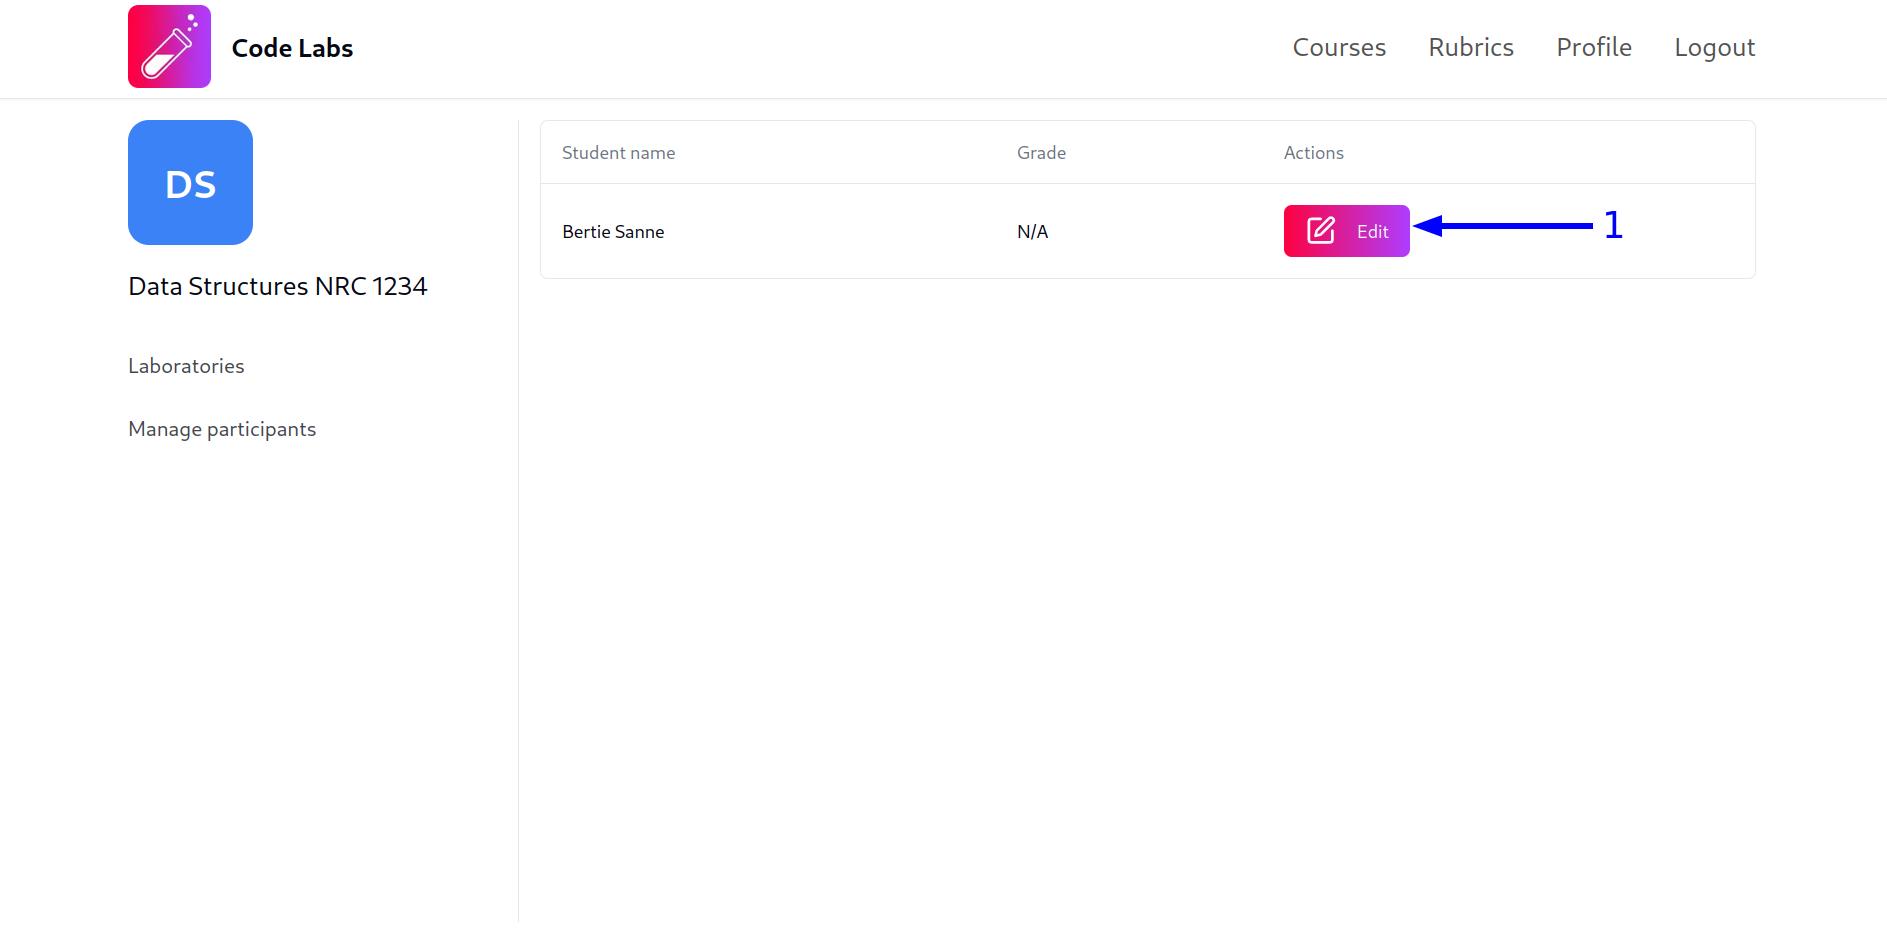 Code Labs
Courses Rubrics Profile Logout
DS
Data Structures NRC 1234
Laboratories
Manage participants
Student name Grade Actions
Bertie Sanne N/A Edit 1